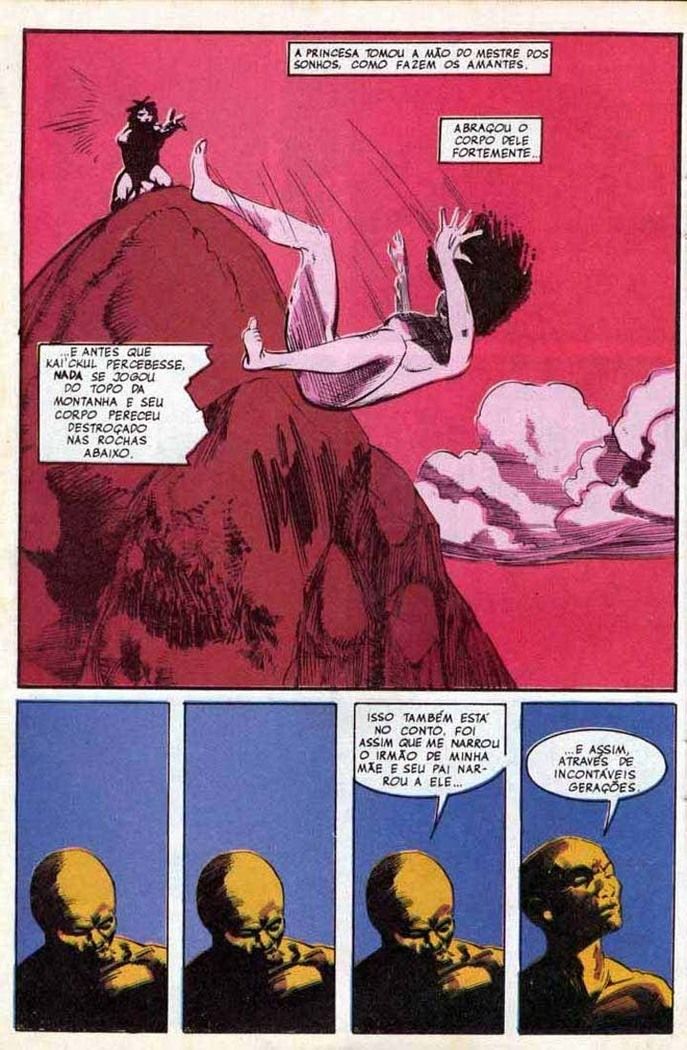 A PRINCESA TOMOU A MÃO DO MESTRE DOS
SONHOS, COMO FAZEM OS AMANTES.
ABRAÇOU O
CORPO DELE
FORTEMENTE...
...E ANTES QUE
KAI'CKUL PERCEBESSE,
NADA SE JOGOU
DO TOPO DA
MONTANHA E SEU
CORPO PERECEU
DESTROÇADO
NAS ROCHAS
ABAIXO.
ISSO TAMBÉM ESTÁ
NO CONTO. FOI
ASSIM QUE ME NARROU
O IRMÃO DE MINHA
MÃE E SEU PAI NAR-
ROU A ELE...
...E ASSIM,
ATRAVÉS DE
INCONTÁVEIS
GERAÇÕES.